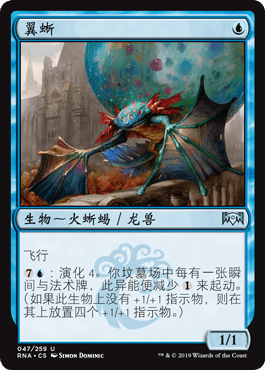 翼蜥
生物～火蜥蜴／龙兽
飞行
7：演化 4。你坟墓场中每有一张瞬
间与法术牌，此异能便减少 1 来起动。
（如果此生物上没有 +1/+1 指示物，则在
其上放置四个 +1/+1 指示物。）
1/1
047/259 U
RNA • CS SIMON DOMINIC
™ & © 2019 Wizards of the Coast